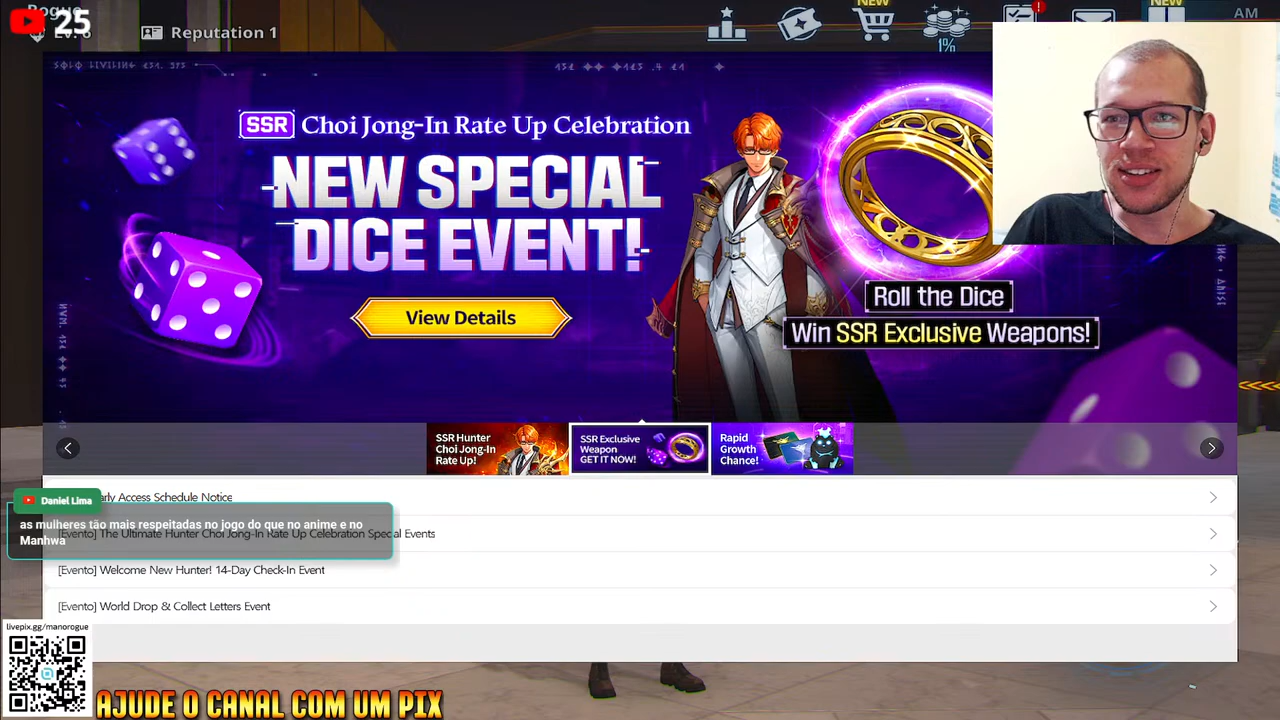 25
Reputation 1
NEW
1%
NEW
AM
SSR Choi Jong-In Rate Up Celebration
NEW SPECIAL
DICE EVENT!
View Details
Roll the Dice
Win SSR Exclusive Weapons!
SSR Hunter
Choi Jong-In
Rate Up!
SSR Exclusive
Weapon
GET IT NOW!
Rapid
Growth
Chance!
Daniel Lima
arly Access Schedule Notice
as mulheres tão mais respeitadas no jogo do que no anime e no
Manhwa
[Evento] The Ultimate Hunter Choi Jong-In Rate Up Celebration Special Events
[Evento] Welcome New Hunter! 14-Day Check-In Event
[Evento] World Drop & Collect Letters Event
livepix.gg/manorogue
AJUDE O CANAL COM UM PIX